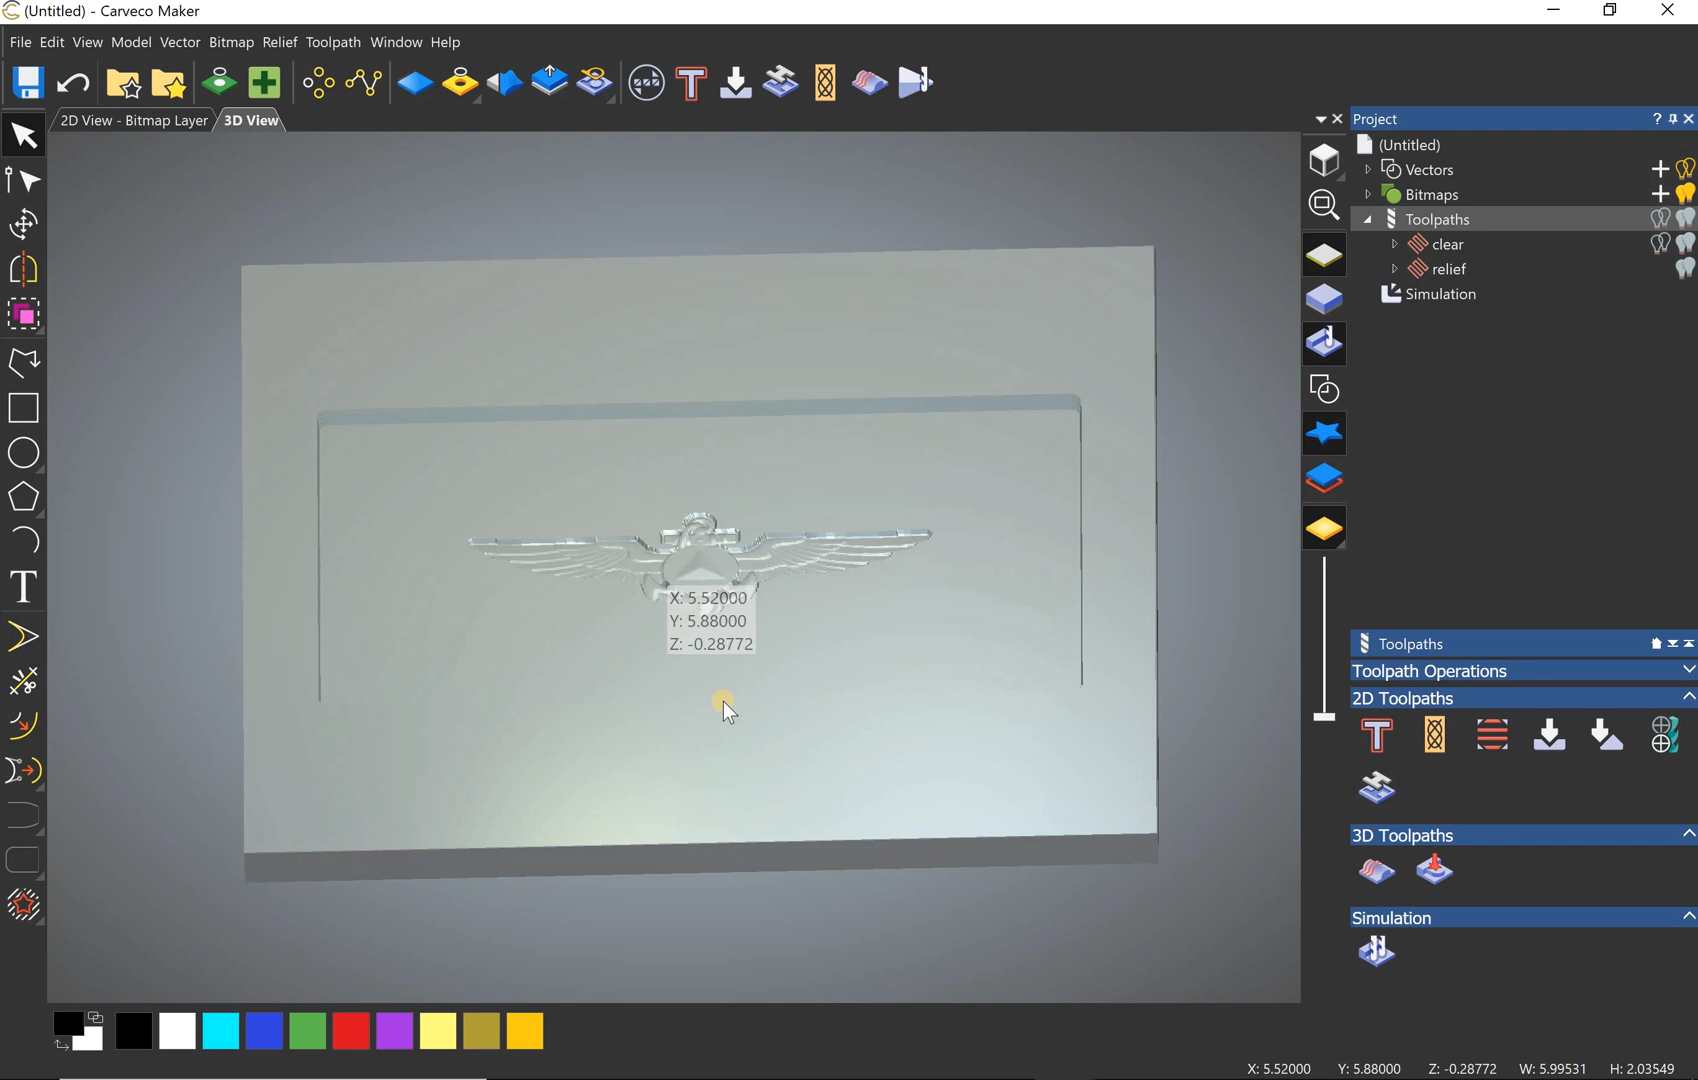 (Untitled) - Carveco Maker
File Edit View Model Vector Bitmap Relief Toolpath Window Help
2D View - Bitmap Layer
3D View
Project
(Untitled)
Vectors
Bitmaps
Toolpaths
clear
relief
Simulation
X: 5.52000
Y: 5.88000
Z: -0.28772
Toolpaths
Toolpath Operations
2D Toolpaths
3D Toolpaths
Simulation
X: 5.52000 Y: 5.88000 Z: -0.28772 W: 5.99531 H: 2.03549